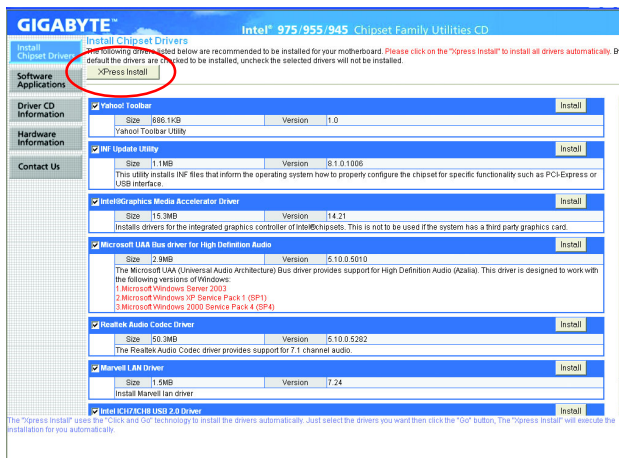 GIGABYTE™
Intel® 975/955/945 Chipset Family Utilities CD
Install
Chipset Drivers
Software
Applications
Driver CD
Information
Hardware
Information
Contact Us
Install Chipset Drivers
The following drivers listed below are recommended to be installed for your motherboard. Please click on the "Xpress Install" to install all drivers automatically. By
default the drivers are checked to be installed, uncheck the selected drivers will not be installed.
XPress Install
Yahoo! Toolbar Install
Size 686.1KB Version 1.0
Yahoo! Toolbar Utility
INF Update Utility Install
Size 1.1MB Version 8.1.0.1006
This utility installs INF files that inform the operating system how to properly configure the chipset for specific functionality such as PCI-Express or
USB interface.
Intel®Graphics Media Accelerator Driver Install
Size 15.3MB Version 14.21
Installs drivers for the integrated graphics controller of Intel®chipsets. This is not to be used if the system has a third party graphics card.
Microsoft UAA Bus driver for High Definition Audio Install
Size 2.9MB Version 5.10.0.5010
The Microsoft UAA (Universal Audio Architecture) Bus driver provides support for High Definition Audio (Azalia). This driver is designed to work with
the following versions of Windows:
1.Microsoft Windows Server 2003
2.Microsoft Windows XP Service Pack 1 (SP1)
3.Microsoft Windows 2000 Service Pack 4 (SP4)
Realtek Audio Codec Driver Install
Size 50.3MB Version 5.10.0.5282
The Realtek Audio Codec driver provides support for 7.1 channel audio.
Marvell LAN Driver Install
Size 1.5MB Version 7.24
Install Marvell lan driver
Intel ICH7/ICH8 USB 2.0 Driver Install
The "Xpress Install" uses the "Click and Go" technology to install the drivers automatically. Just select the drivers you want then click the "Go" button, The "Xpress Install" will execute the
installation for you automatically.